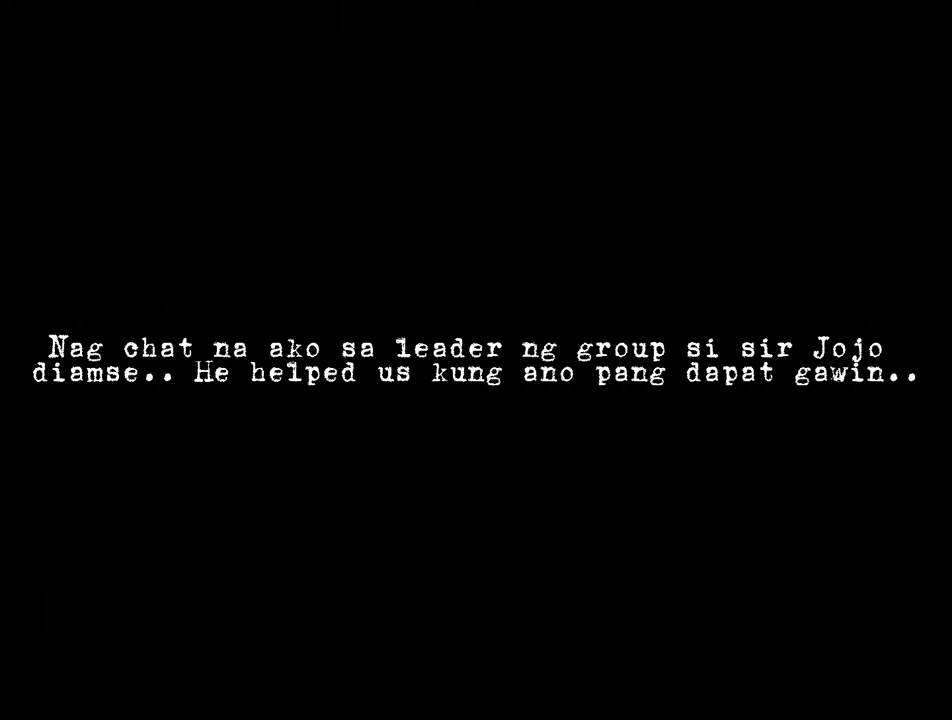 Nag chat na ako sa leader ng group si sir Jojo
diamse.. He helped us kung ano pang dapat gawin..